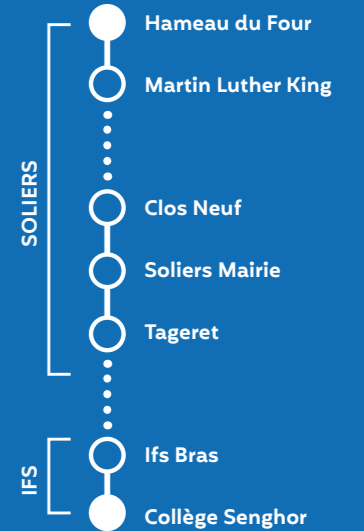 Hameau du Four
Martin Luther King
SOLIERS
Clos Neuf
Soliers Mairie
Tageret
IFS
Ifs Bras
Collège Senghor